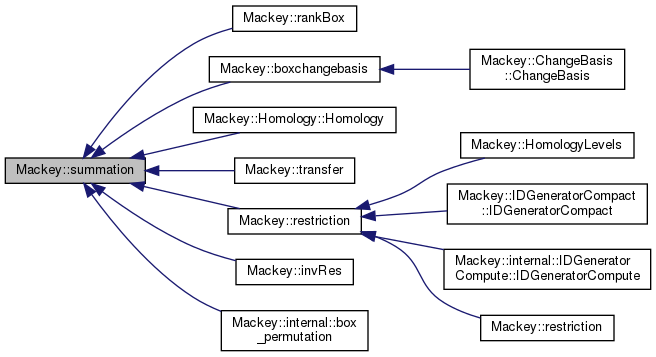 Mackey::rankBox
Mackey::boxchangebasis
Mackey::ChangeBasis
::ChangeBasis
Mackey::Homology::Homology
Mackey::HomologyLevels
Mackey::summation
Mackey::transfer
Mackey::IDGeneratorCompact
::IDGeneratorCompact
Mackey::restriction
Mackey::invRes
Mackey::internal::IDGenerator
Compute::IDGeneratorCompute
Mackey::internal::box
_permutation
Mackey::restriction